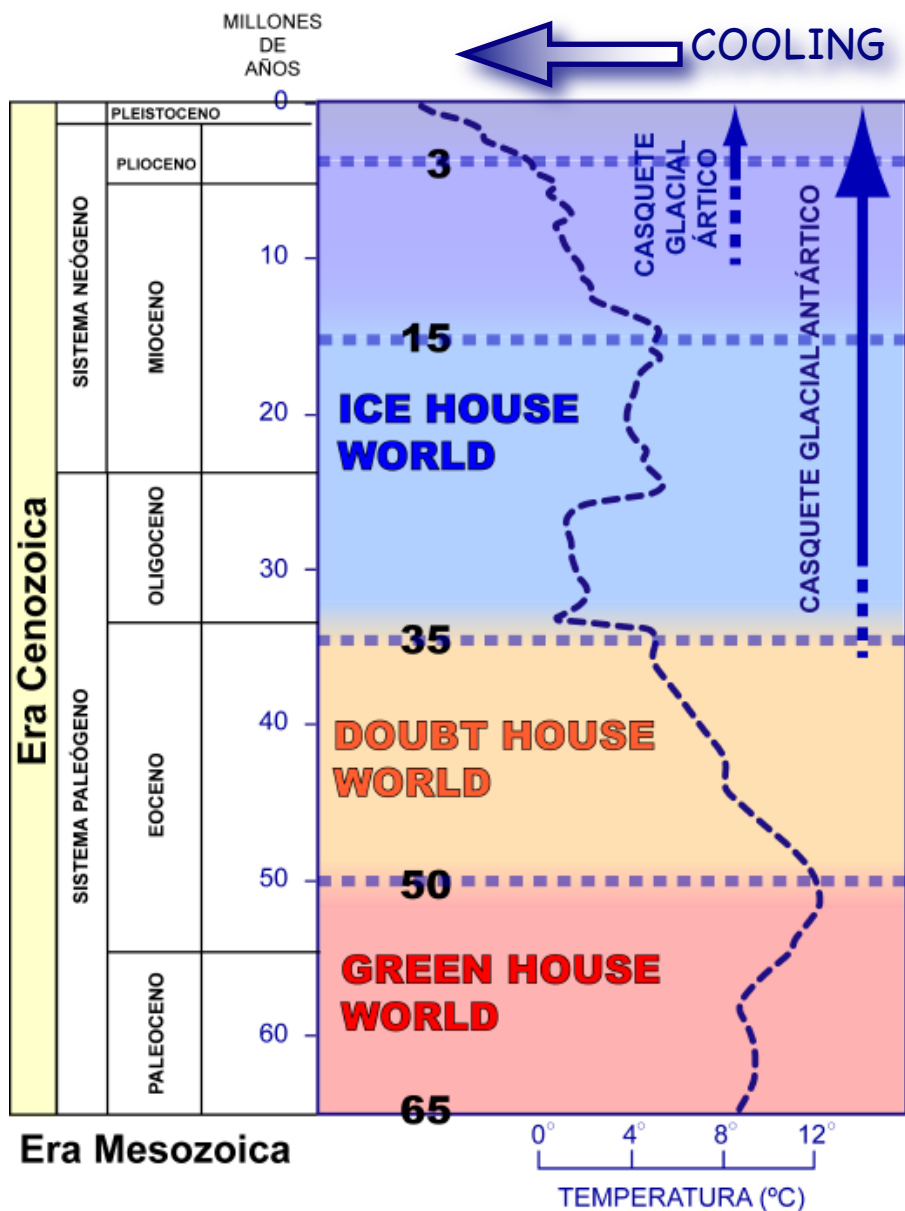 MILLONES
DE
AÑOS
COOLING
Era Cenozoica
SISTEMA NEÓGENO
SISTEMA PALEÓGENO
PLEISTOCENO
PLIOCENO
MIOCENO
OLIGOCENO
EOCENO
PALEOCENO
0
10
20
30
40
50
60
3
15
35
50
65
CASQUETE
GLACIAL
ÁRTICO
CASQUETE GLACIAL ANTÁRTICO
ICE HOUSE
WORLD
DOUBT HOUSE
WORLD
GREEN HOUSE
WORLD
Era Mesozoica
0° 4° 8° 12°
TEMPERATURA (ºC)